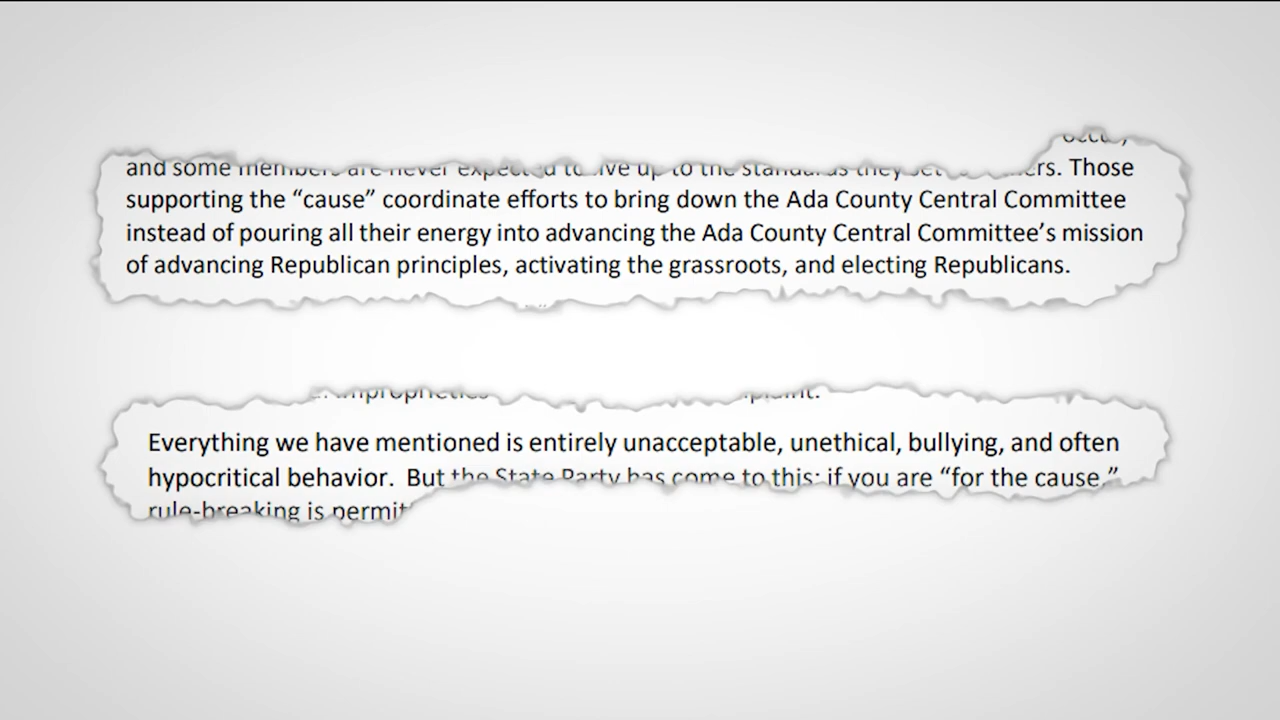 and some members are never expected to live up to the standards they set Those
supporting the “cause” coordinate efforts to bring down the Ada County Central Committee
instead of pouring all their energy into advancing the Ada County Central Committee’s mission
of advancing Republican principles, activating the grassroots, and electing Republicans.
Everything we have mentioned is entirely unacceptable, unethical, bullying, and often
hypocritical behavior. But the State Party has come to this: if you are “for the cause,”
rule-breaking is